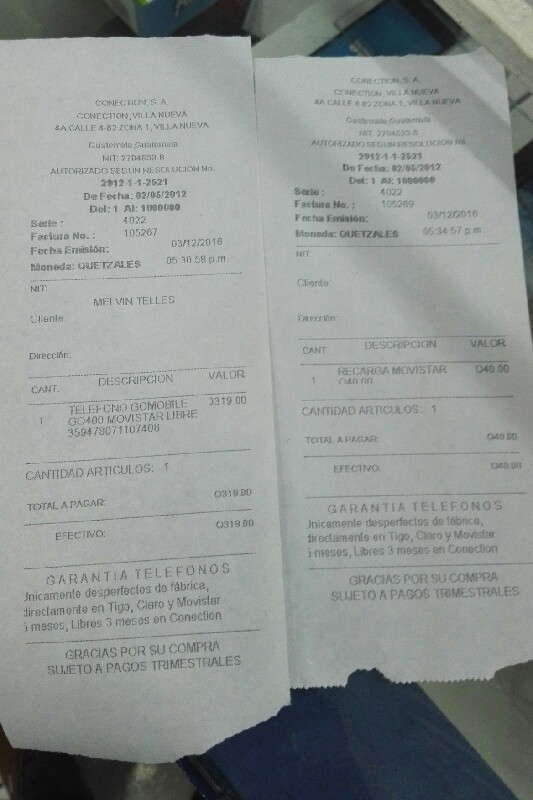 CONECTION, S. A.
CONECTION, VILLA NUEVA
4A CALLE 4-82 ZONA 1, VILLA NUEVA
Guatemala, Guatemala
NIT: 2704633-8
AUTORIZADO SEGUN RESOLUCION No.
2012-1-1-2521
De Fecha: 02/05/2012
Del: 1 Al: 1000000
Serie : 4022
Factura No. : 105267
Fecha Emisión: 03/12/2016
Moneda: QUETZALES 05:30:58 p.m.
NIT:
MELVIN TELLES
Cliente:
Dirección:
CANT. DESCRIPCION VALOR
1 TELEFONO GOMOBILE Q319.00
GO400 MOVISTAR LIBRE
359478071107408
CANTIDAD ARTICULOS: 1
TOTAL A PAGAR: Q319.00
EFECTIVO: Q319.00
GARANTIA TELEFONOS
Unicamente desperfectos de fábrica,
directamente en Tigo, Claro y Movistar
meses, Libres 3 meses en Conection
GRACIAS POR SU COMPRA
SUJETO A PAGOS TRIMESTRALES
CONECTION, S. A.
CONECTION, VILLA NUEVA
4A CALLE 4-82 ZONA 1, VILLA NUEVA
Guatemala, Guatemala
NIT: 2704633-8
AUTORIZADO SEGUN RESOLUCION No.
2012-1-1-2521
De Fecha: 02/05/2012
Del: 1 Al: 1000000
Serie : 4022
Factura No. : 105269
Fecha Emisión: 03/12/2016
Moneda: QUETZALES 05:34:57 p.m.
NIT
Cliente:
Dirección:
CANT. DESCRIPCION VALOR
1 RECARGA MOVISTAR Q40.00
Q40.00
CANTIDAD ARTICULOS: 1
TOTAL A PAGAR: Q40.00
EFECTIVO: Q40.00
GARANTIA TELEFONOS
Unicamente desperfectos de fábrica,
directamente en Tigo, Claro y Movistar
meses, Libres 3 meses en Conection
GRACIAS POR SU COMPRA
SUJETO A PAGOS TRIMESTRALES